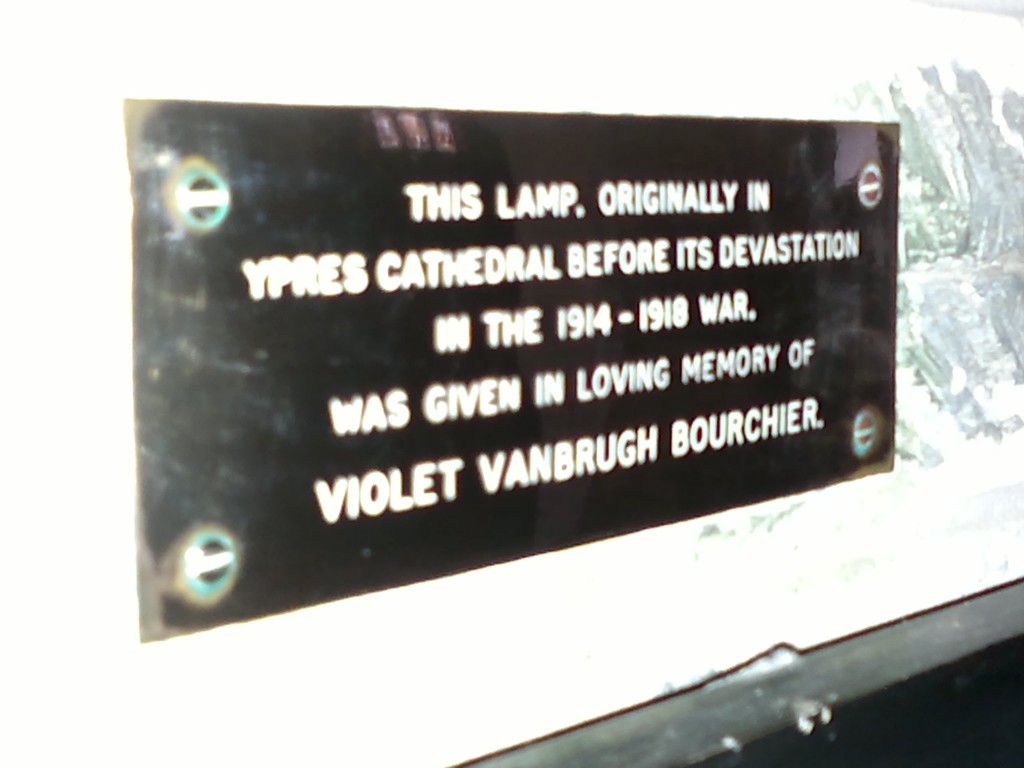 THIS LAMP. ORIGINALLY IN
YPRES CATHEDRAL BEFORE ITS DEVASTATION
IN THE 1914-1918 WAR.
WAS GIVEN IN LOVING MEMORY OF
VIOLET VANBRUGH BOURCHIER.